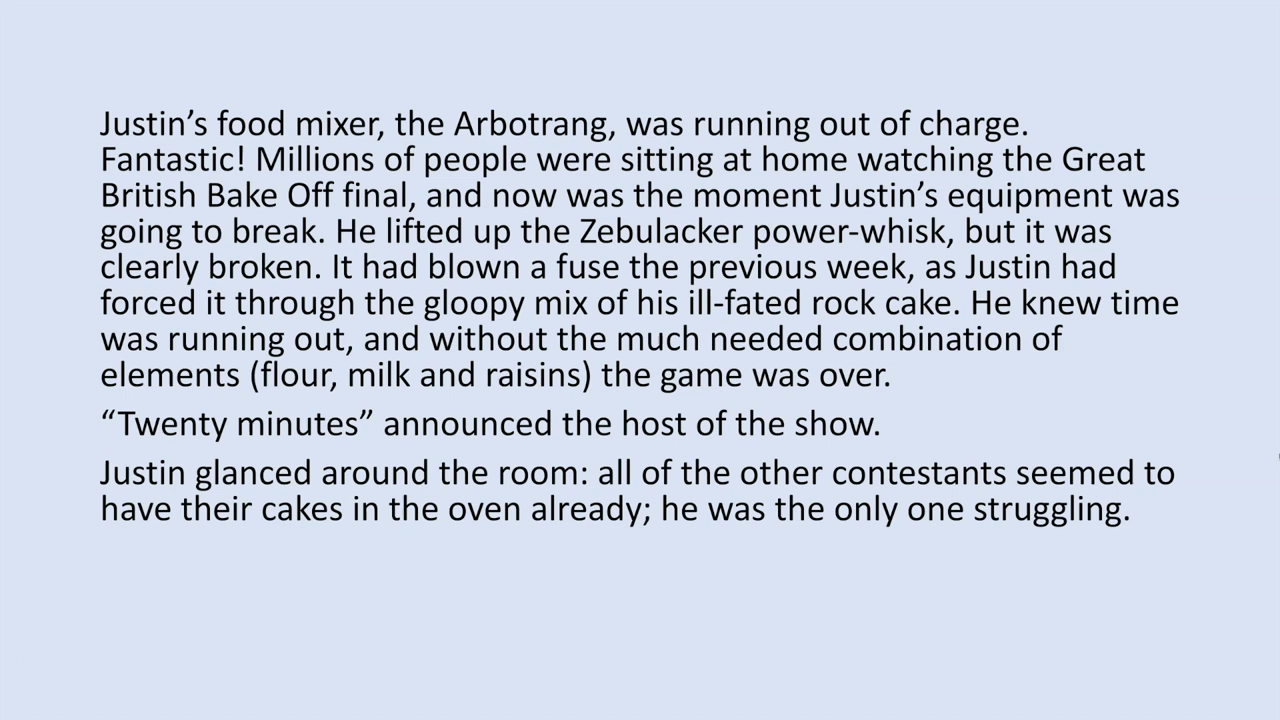 Justin’s food mixer, the Arbotrang, was running out of charge.
Fantastic! Millions of people were sitting at home watching the Great
British Bake Off final, and now was the moment Justin’s equipment was
going to break. He lifted up the Zebulacker power-whisk, but it was
clearly broken. It had blown a fuse the previous week, as Justin had
forced it through the gloopy mix of his ill-fated rock cake. He knew time
was running out, and without the much needed combination of
elements (flour, milk and raisins) the game was over.
“Twenty minutes” announced the host of the show.
Justin glanced around the room: all of the other contestants seemed to
have their cakes in the oven already; he was the only one struggling.